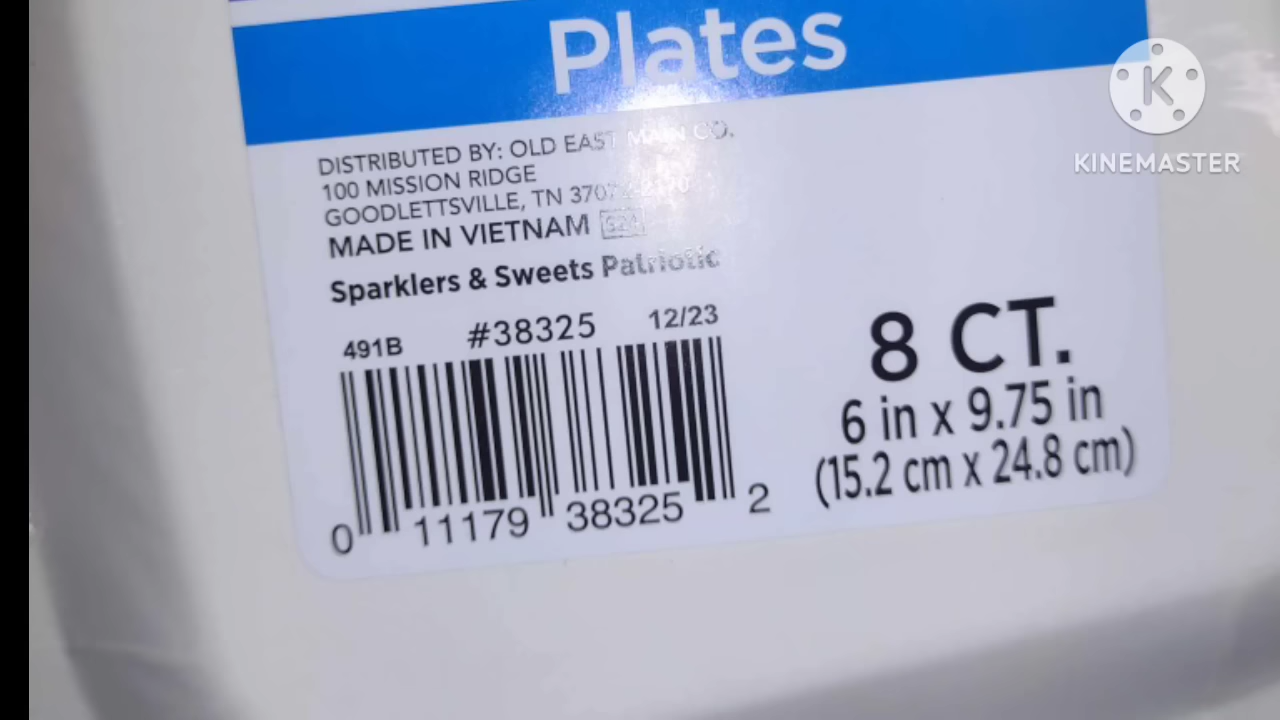 Plates
DISTRIBUTED BY: OLD EAST MAIN CO.
100 MISSION RIDGE
GOODLETTSVILLE, TN
MADE IN VIETNAM
Sparklers & Sweets Patriotic
491B #38325 12/23
0 11179 38325 2
8 CT.
6 in x 9.75 in
(15.2 cm x 24.8 cm)
K
KINEMASTER